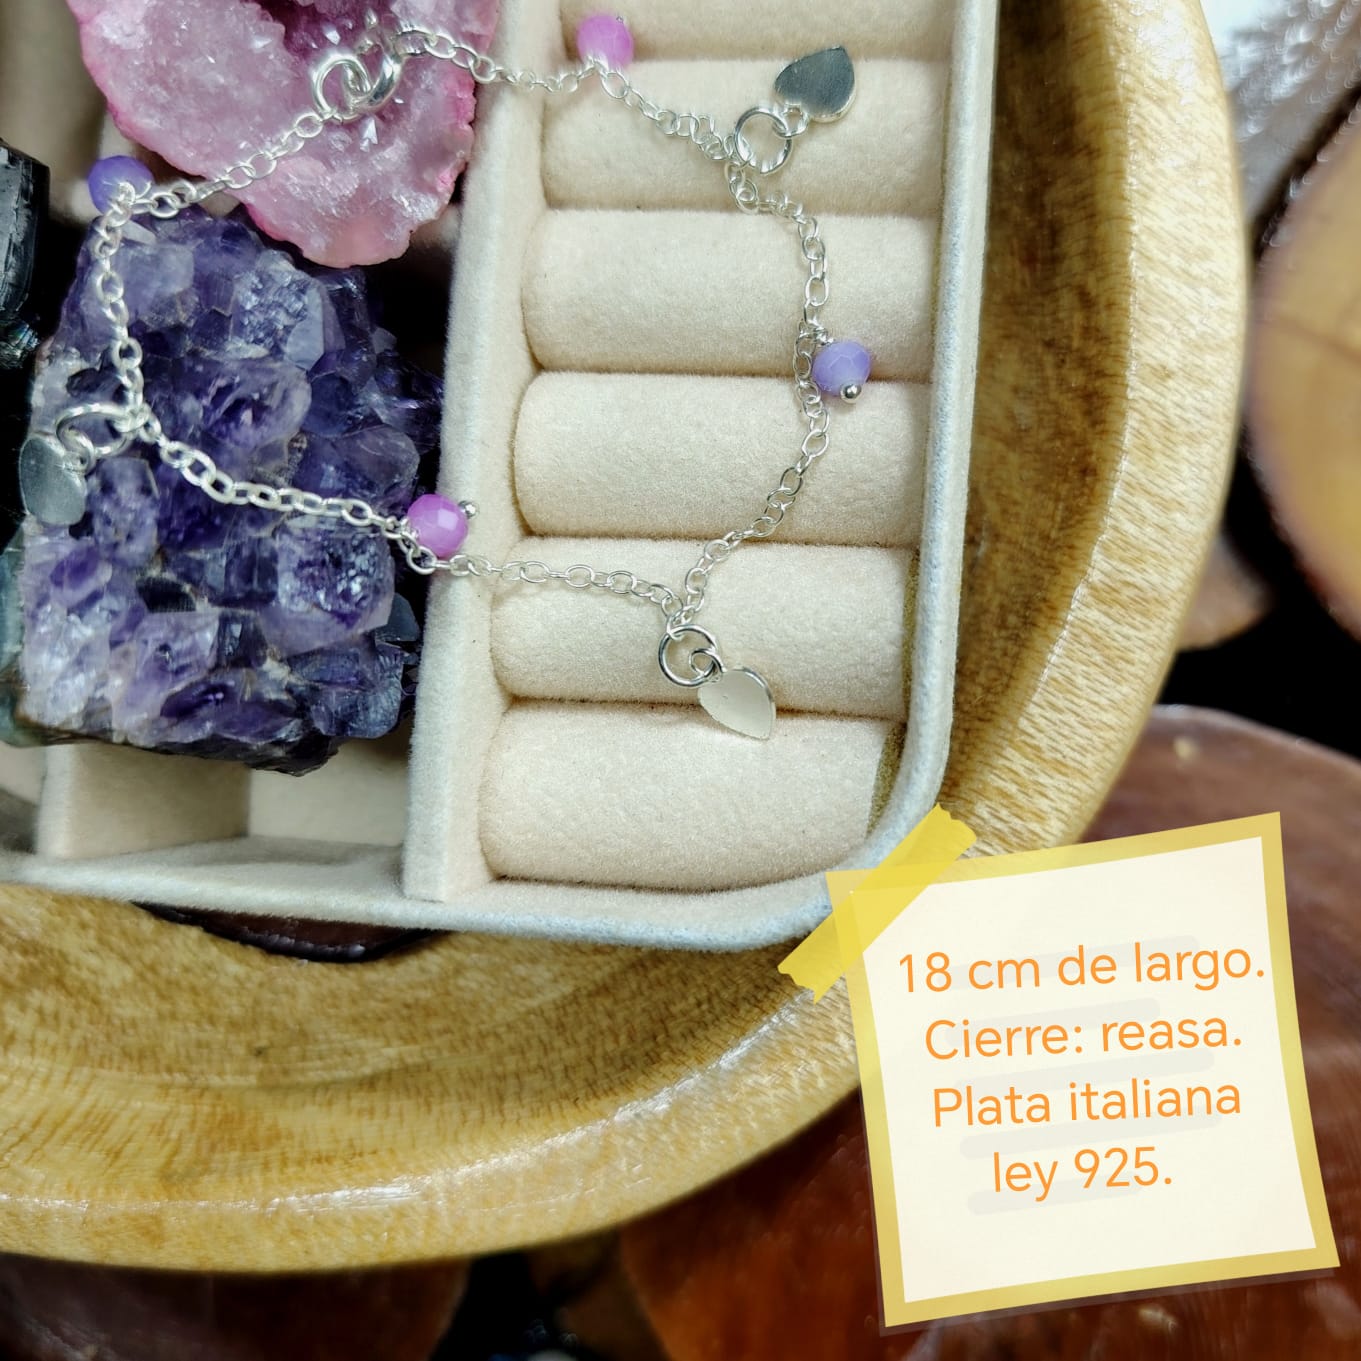 18 cm de largo.
Cierre: reasa.
Plata italiana
ley 925.